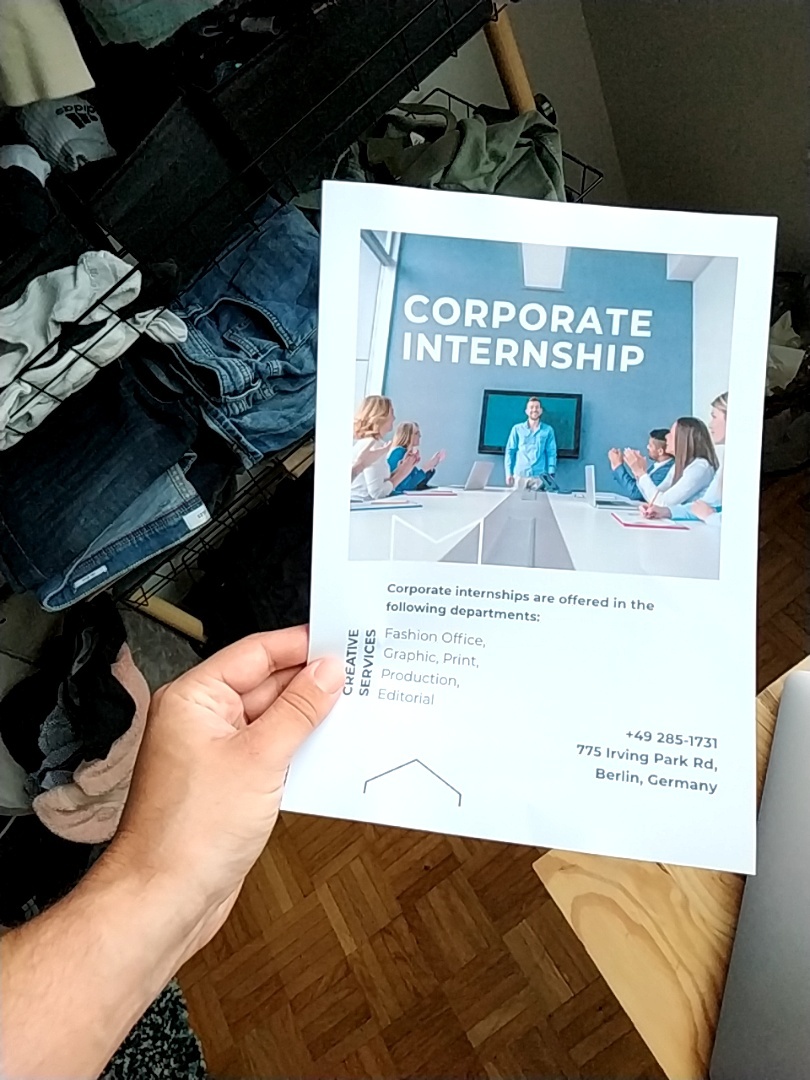 adidas
CORPORATE
INTERNSHIP
Corporate internships are offered in the
following departments:
CREATIVE
SERVICES
Fashion Office,
Graphic, Print,
Production,
Editorial
+49 285-1731
775 Irving Park Rd,
Berlin, Germany